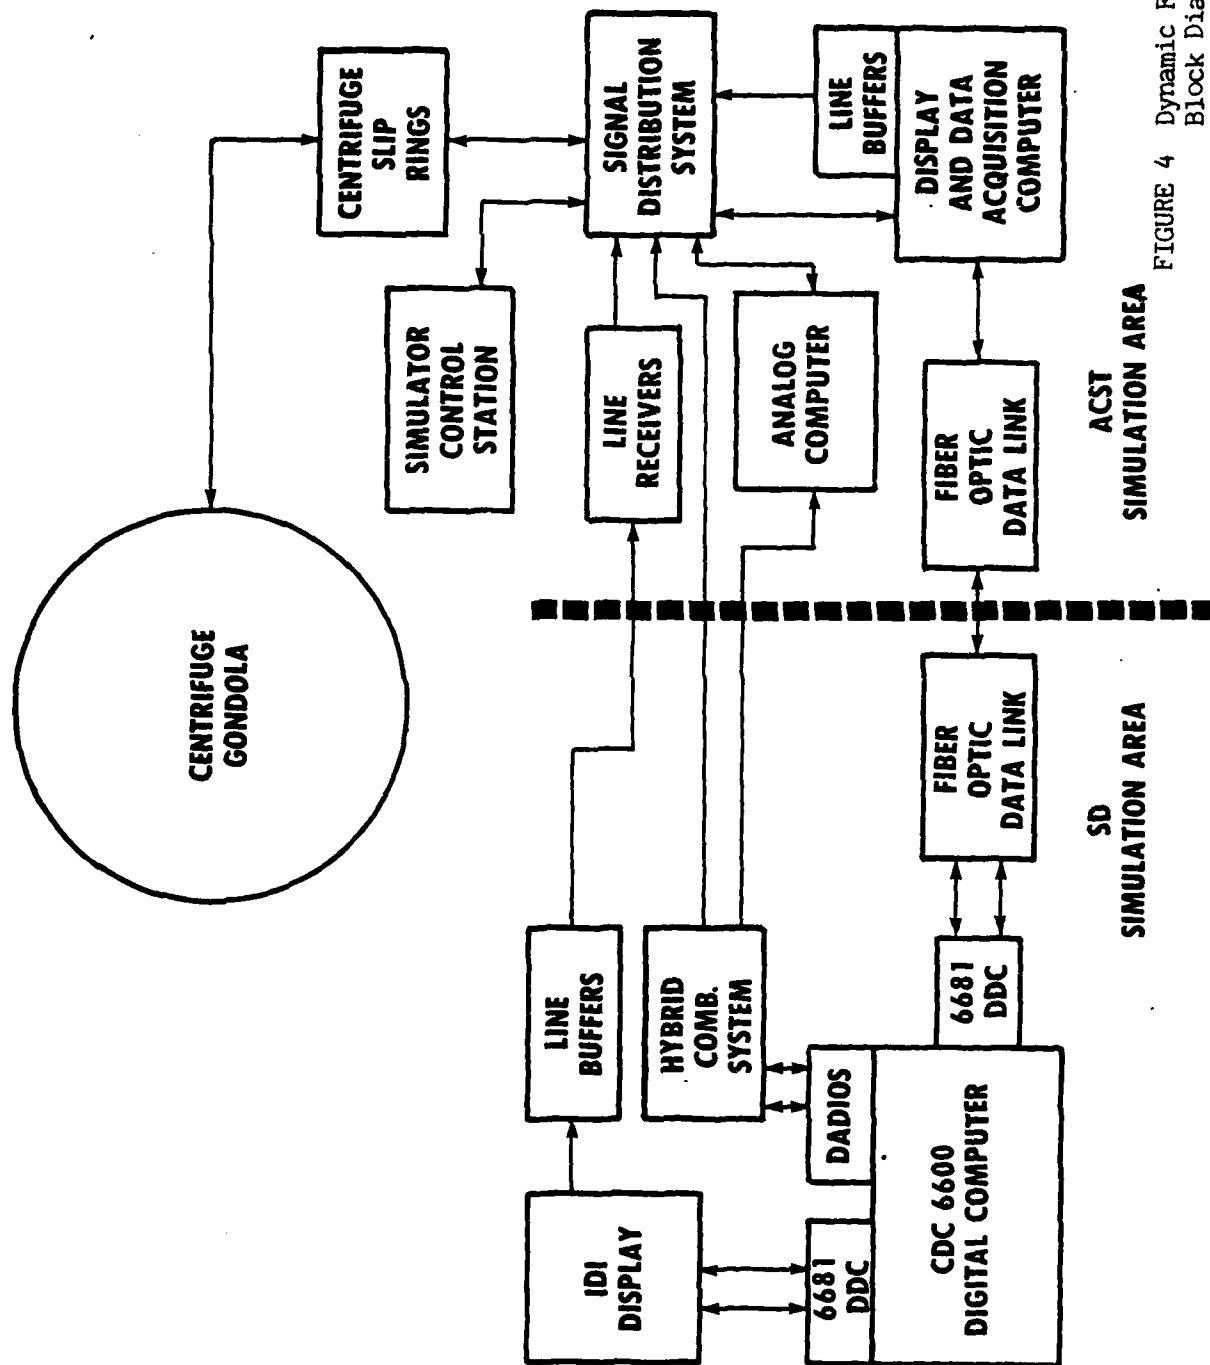 CENTRIFUGE
GONDOLA
CENTRIFUGE
SLIP
RINGS
SIMULATOR
CONTROL
STATION
IDI
DISPLAY
LINE
BUFFERS
LINE
RECEIVERS
SIGNAL
DISTRIBUTION
SYSTEM
HYBRID
COMB.
SYSTEM
ANALOG
COMPUTER
6681
DDC
DADIOS
LINE
BUFFERS
CDC 6600
DIGITAL COMPUTER
6681
DDC
FIBER
OPTIC
DATA LINK
FIBER
OPTIC
DATA LINK
DISPLAY
AND DATA
ACQUISITION
COMPUTER
SD
SIMULATION AREA
ACST
SIMULATION AREA
FIGURE 4 Dynamic
Block